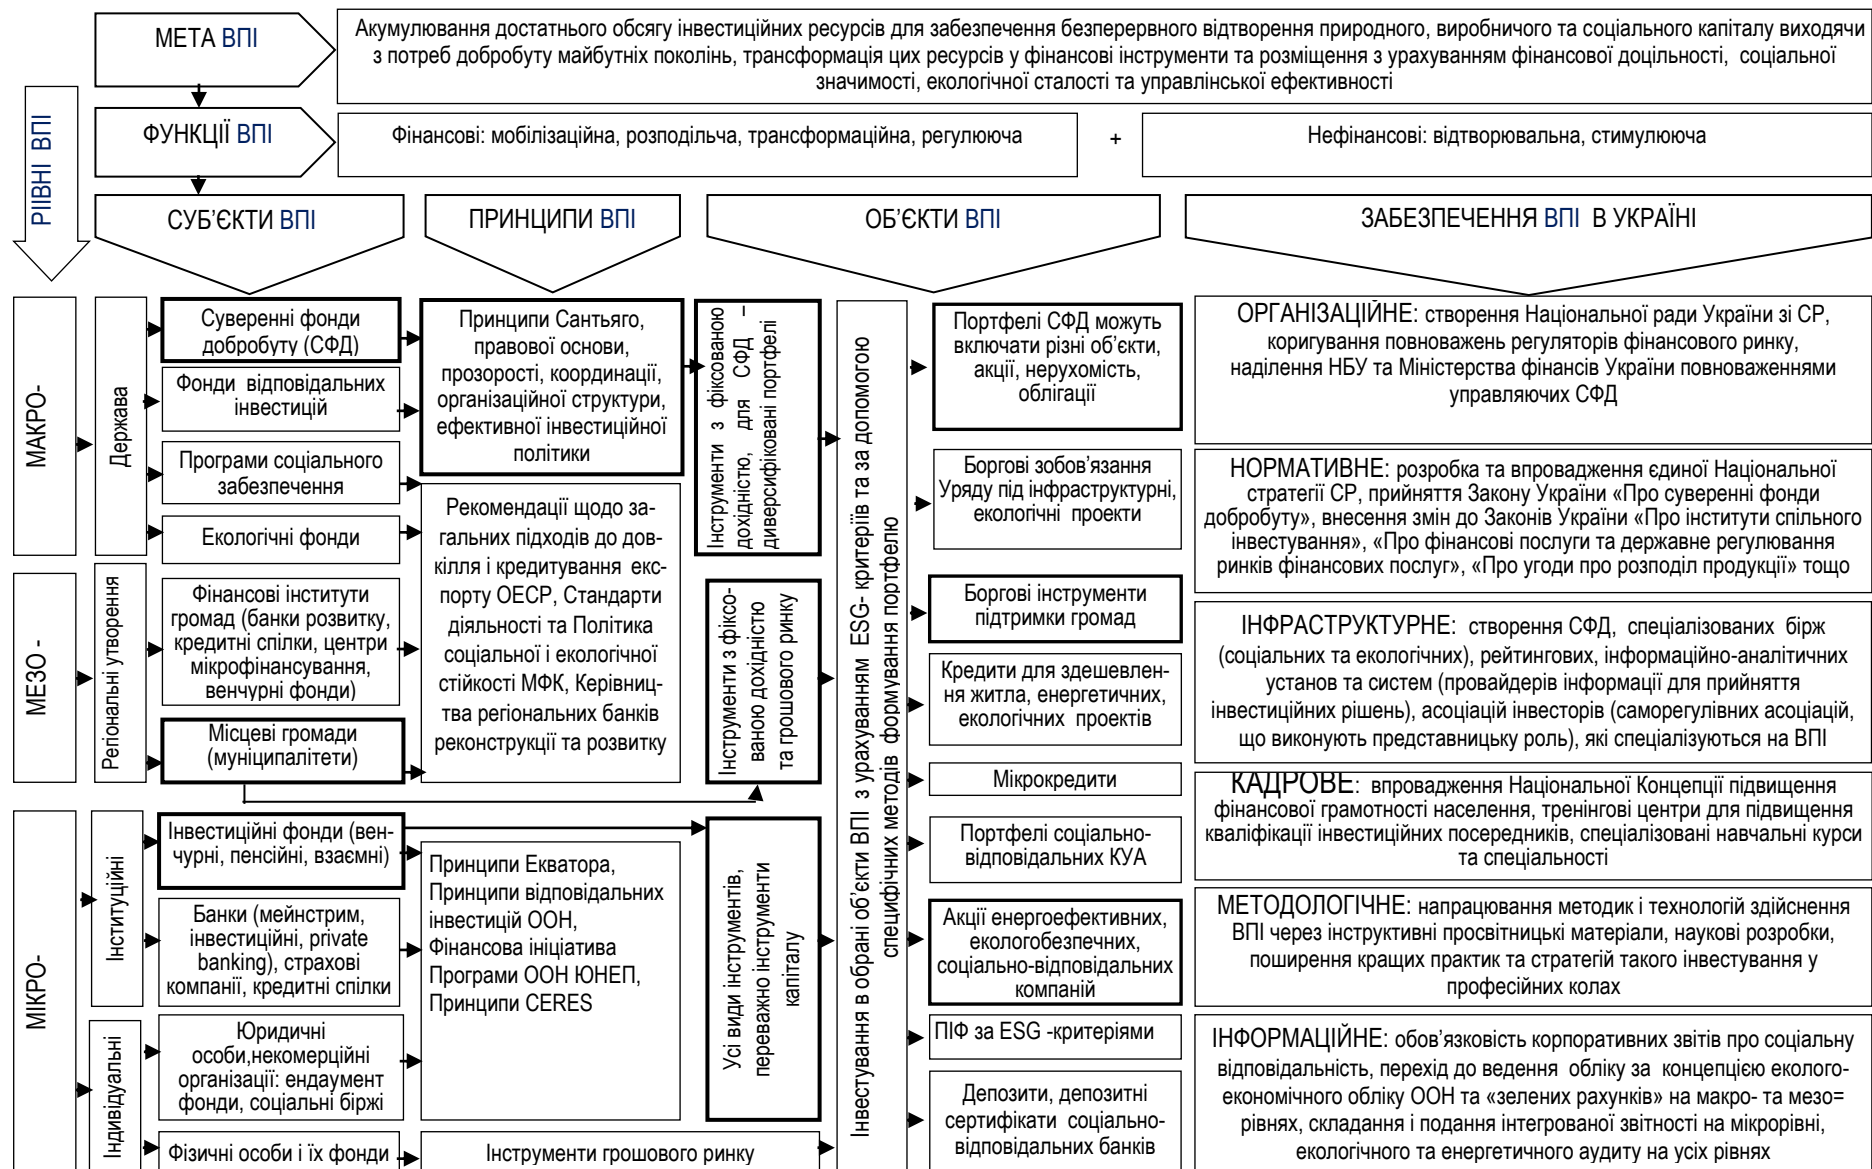 МЕТА ВПІ
Акумулювання достатнього обсягу інвестиційних ресурсів для забезпечення безперервного відтворення природного, виробничого та соціального капіталу виходячи
з потреб добробуту майбутніх поколінь, трансформація цих ресурсів у фінансові інструменти та розміщення з урахуванням фінансової доцільності, соціальної
значимості, екологічної сталості та управлінської ефективності
РІІВНІ ВПІ
ФУНКЦІЇ ВПІ
Фінансові: мобілізаційна, розподільча, трансформаційна, регулююча
+
Нефінансові: відтворювальна, стимулююча
СУБ’ЄКТИ ВПІ
ПРИНЦИПИ ВПІ
ОБ’ЄКТИ ВПІ
ЗАБЕЗПЕЧЕННЯ ВПІ В УКРАЇНІ
МАКРО-
Держава
Суверенні фонди
добробуту (СФД)
Фонди відповідальних
інвестицій
Програми соціального
забезпечення
Екологічні фонди
МЕЗО -
Регіональні утворення
Фінансові інститути
громад (банки розвитку,
кредитні спілки, центри
мікрофінансування,
венчурні фонди)
Місцеві громади
(муніципалітети)
МІКРО-
Інституційні
Інвестиційні фонди (вен-
чурні, пенсійні, взаємні)
Банки (мейнстрим,
інвестиційні, private
banking), страхові
компанії, кредитні спілки
Індивідуальні
Юридичні
особи,некомерційні
організації: ендаумент
фонди, соціальні біржі
Фізичні особи і їх фонди
Принципи Сантьяго,
правової основи,
прозорості, координації,
організаційної структури,
ефективної інвестиційної
політики
Рекомендації щодо за-
гальних підходів до дов-
кілля і кредитування екс-
порту ОЕСР, Стандарти
діяльності та Політика
соціальної і екологічної
стійкості МФК, Керівниц-
тва регіональних банків
реконструкції та розвитку
Принципи Екватора,
Принципи відповідальних
інвестицій ООН,
Фінансова ініціатива
Програми ООН ЮНЕП,
Принципи CERES
Інструменти грошового ринку
Інструменти з фіксованою
дохідністю, для СФД –
диверсифіковані портфелі
Інструменти з фіксо-
ваною дохідністю
та грошового ринку
Усі види інструментів,
переважно інструменти
капіталу
Інвестування в обрані об’єкти ВПІ з урахуванням ESG- критеріїв та за допомогою
специфічних методів формування портфелю
Портфелі СФД можуть
включати різні об’єкти,
акції, нерухомість,
облігації
Боргові зобов’язання
Уряду під інфраструктурні,
екологічні проекти
Боргові інструменти
підтримки громад
Кредити для здешевлен-
ня житла, енергетичних,
екологічних проектів
Мікрокредити
Портфелі соціально-
відповідальних КУА
Акції енергоефективних,
екологобезпечних,
соціально-відповідальних
компаній
ПІФ за ESG -критеріями
Депозити, депозитні
сертифікати соціально-
відповідальних банків
ОРГАНІЗАЦІЙНЕ: створення Національної ради України зі СР,
коригування повноважень регуляторів фінансового ринку,
наділення НБУ та Міністерства фінансів України повноваженнями
управляючих СФД
НОРМАТИВНЕ: розробка та впровадження єдиної Національної
стратегії СР, прийняття Закону України «Про суверенні фонди
добробуту», внесення змін до Законів України «Про інститути спільного
інвестування», «Про фінансові послуги та державне регулювання
ринків фінансових послуг», «Про угоди про розподіл продукції» тощо
ІНФРАСТРУКТУРНЕ: створення СФД, спеціалізованих бірж
(соціальних та екологічних), рейтингових, інформаційно-аналітичних
установ та систем (провайдерів інформації для прийняття
інвестиційних рішень), асоціацій інвесторів (саморегулівних асоціацій,
що виконують представницьку роль), які спеціалізуються на ВПІ
КАДРОВЕ: впровадження Національної Концепції підвищення
фінансової грамотності населення, тренінгові центри для підвищення
кваліфікації інвестиційних посередників, спеціалізовані навчальні курси
та спеціальності
МЕТОДОЛОГІЧНЕ: напрацювання методик і технологій здійснення
ВПІ через інструктивні просвітницькі матеріали, наукові розробки,
поширення кращих практик та стратегій такого інвестування у
професійних колах
ІНФОРМАЦІЙНЕ: обов’язковість корпоративних звітів про соціальну
відповідальність, перехід до ведення обліку за концепцією еколого-
економічного обліку ООН та «зелених рахунків» на макро- та мезо=
рівнях, складання і подання інтегрованої звітності на мікрорівні,
екологічного та енергетичного аудиту на усіх рівнях